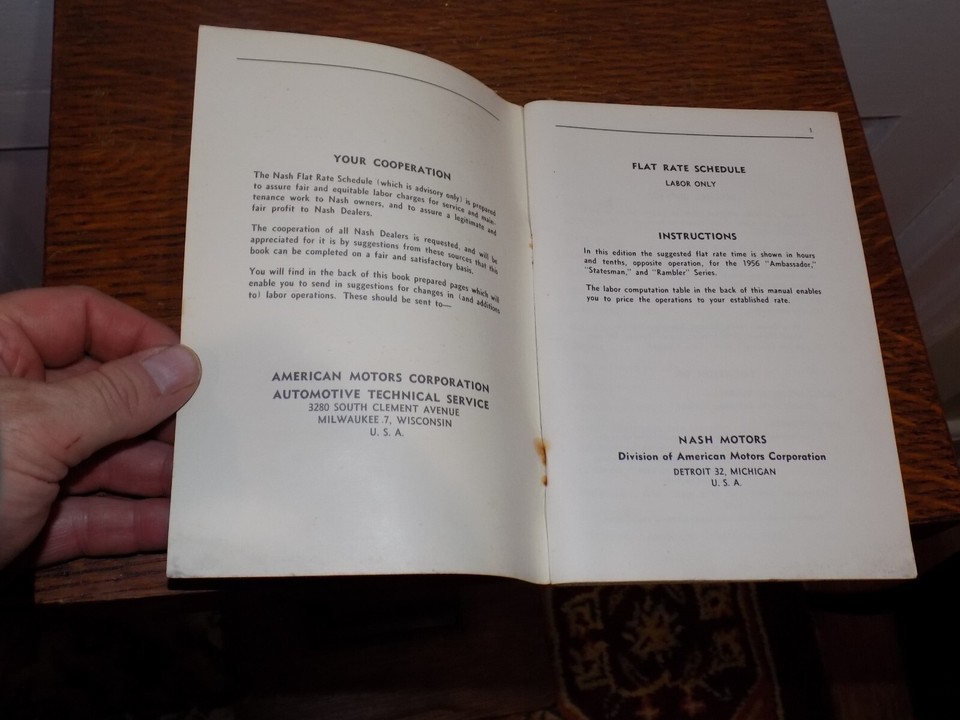 YOUR COOPERATION
The Nash Flat Rate Schedule (which is advisory only) is prepared
to assure fair and equitable labor charges for service and main-
tenance work to Nash owners, and to assure a legitimate and
fair profit to Nash Dealers.
The cooperation of all Nash Dealers is requested, and will be
appreciated for it is by suggestions from these sources that this
book can be completed on a fair and satisfactory basis.
You will find in the back of this book prepared pages which will
enable you to send in suggestions for changes in (and additions
to) labor operations. These should be sent to—
AMERICAN MOTORS CORPORATION
AUTOMOTIVE TECHNICAL SERVICE
3280 SOUTH CLEMENT AVENUE
MILWAUKEE 7, WISCONSIN
U. S. A.
1
FLAT RATE SCHEDULE
LABOR ONLY
INSTRUCTIONS
In this edition the suggested flat rate time is shown in hours
and tenths, opposite operation, for the 1956 "Ambassador,"
"Statesman," and "Rambler" Series.
The labor computation table in the back of this manual enables
you to price the operations to your established rate.
NASH MOTORS
Division of American Motors Corporation
DETROIT 32, MICHIGAN
U. S. A.